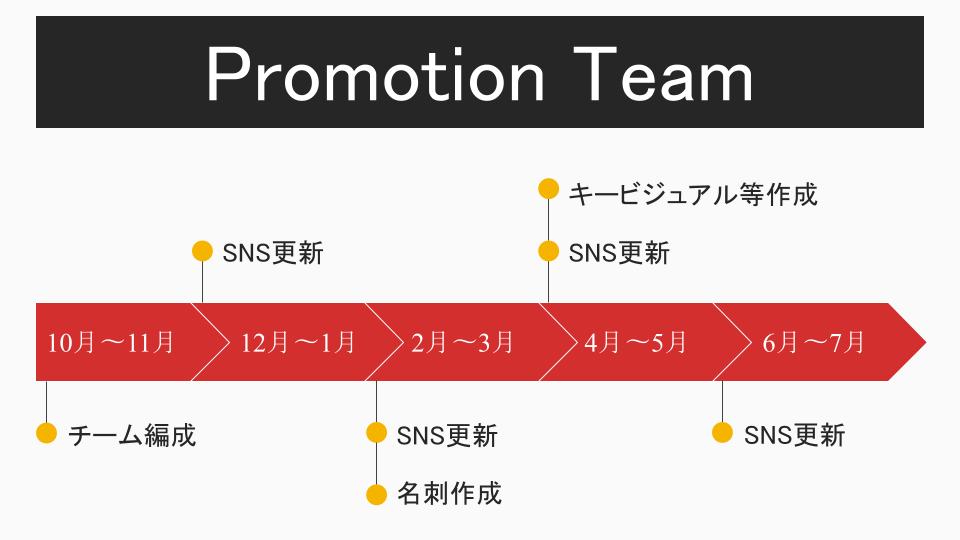 Promotion Team
キービジュアル等作成
SNS更新
SNS更新
10月～11月
12月～1月
2月～3月
4月～5月
6月～7月
チーム編成
SNS更新
SNS更新
名刺作成